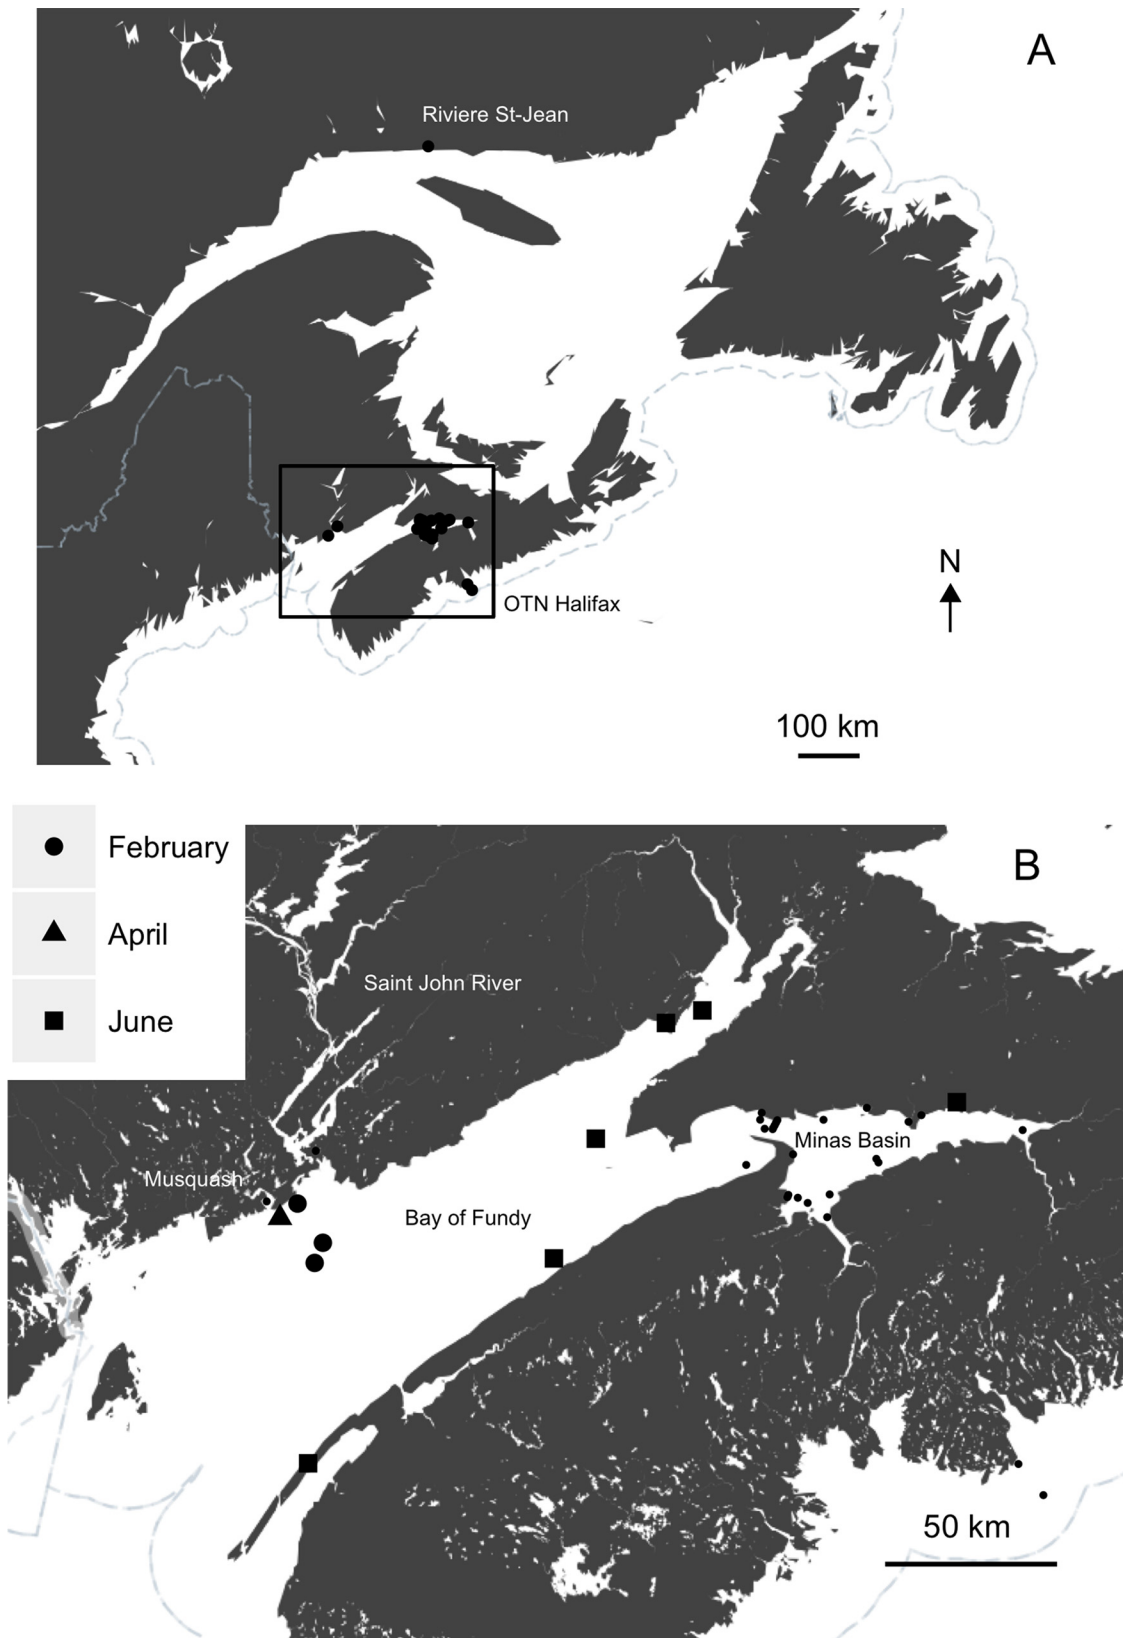 A
Riviere St-Jean
N
OTN Halifax
100 km
February
April
June
B
Saint John River
Minas Basin
Musquash
Bay of Fundy
50 km